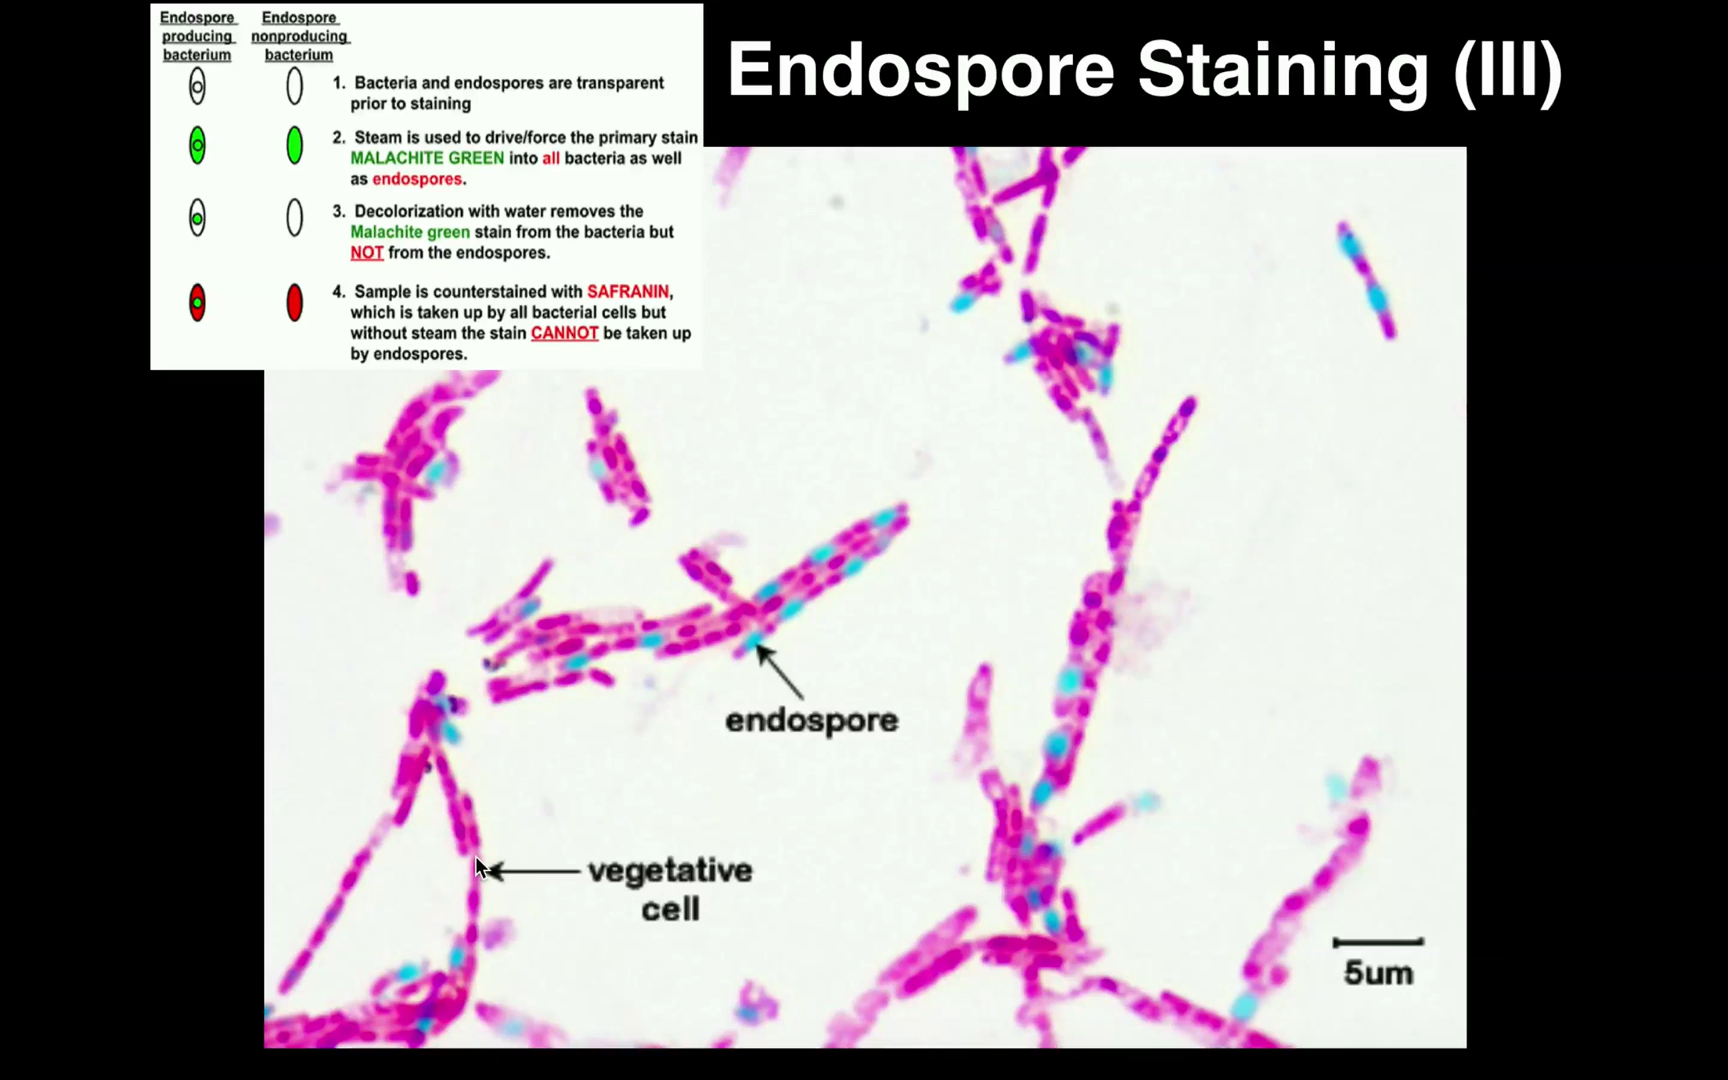 Endospore Staining (III)
Endospore
producing
bacterium
Endospore
nonproducing
bacterium
1. Bacteria and endospores are transparent
prior to staining
2. Steam is used to drive/force the primary stain
MALACHITE GREEN into all bacteria as well
as endospores.
3. Decolorization with water removes the
Malachite green stain from the bacteria but
NOT from the endospores.
4. Sample is counterstained with SAFRANIN,
which is taken up by all bacterial cells but
without steam the stain CANNOT be taken up
by endospores.
endospore
vegetative
cell
5um